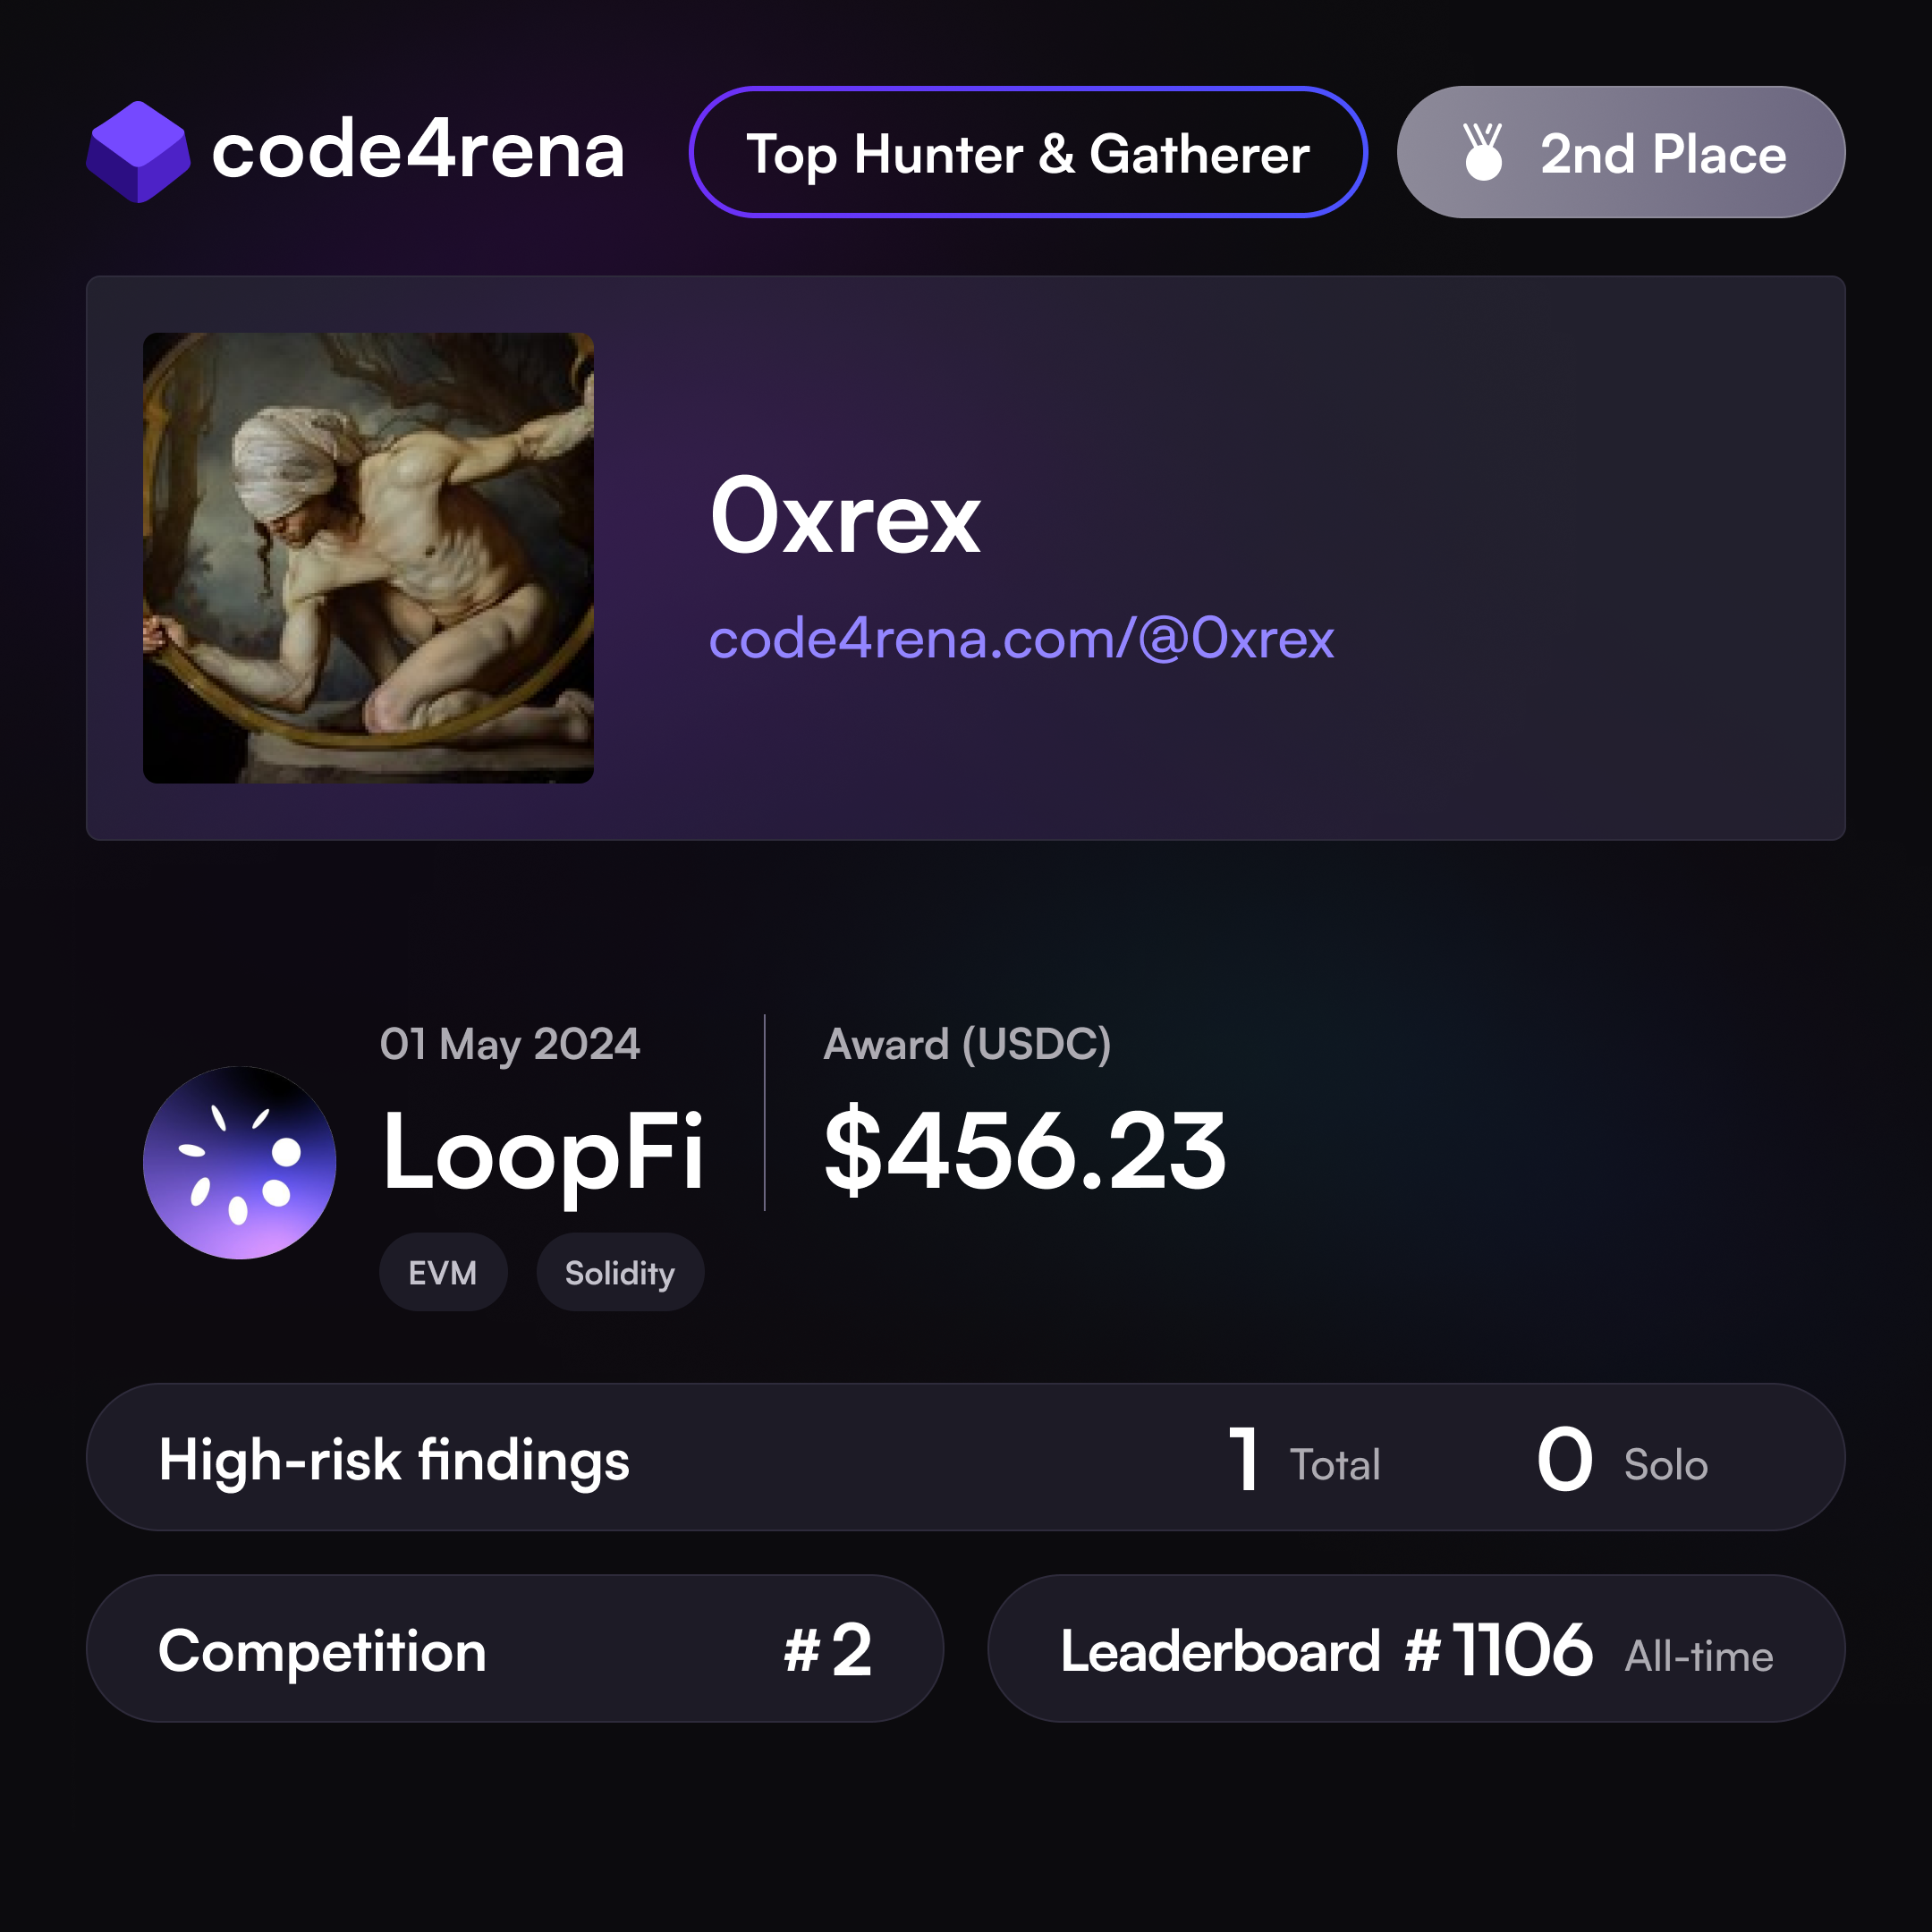 code4rena
Top Hunter & Gatherer
2nd Place
0xrex
code4rena.com/@0xrex
01 May 2024
LoopFi
EVM
Solidity
Award (USDC)
$456.23
High-risk findings
1 Total
0 Solo
Competition
#2
Leaderboard
#1106 All-time